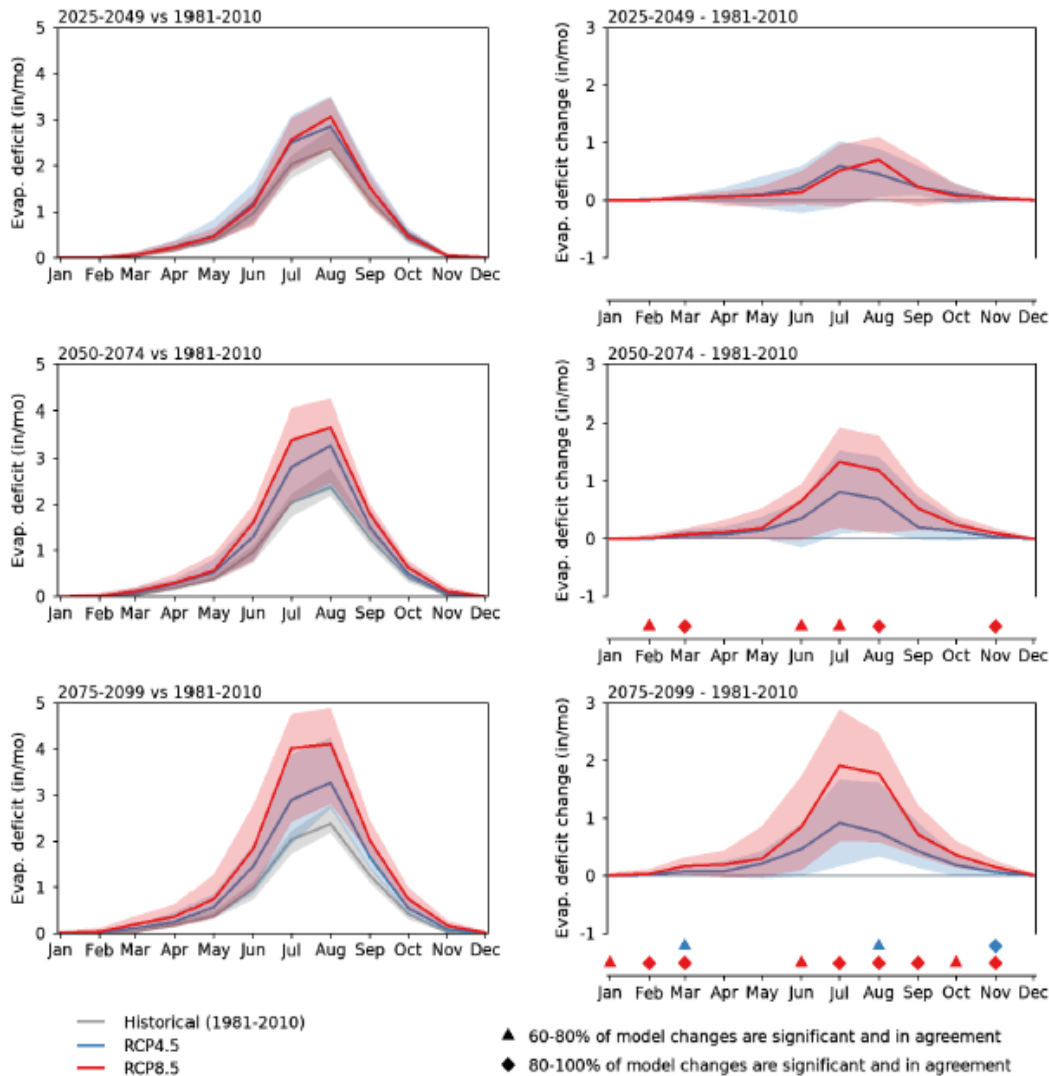 2025-2049 vs 1981-2010
5
4
3
2
1
0
Evap. deficit (in/mo)
Jan Feb Mar Apr May Jun Jul Aug Sep Oct Nov Dec
2025-2049 - 1981-2010
3
2
1
0
-1
Evap. deficit change (in/mo)
Jan Feb Mar Apr May Jun Jul Aug Sep Oct Nov Dec
2050-2074 vs 1981-2010
5
4
3
2
1
0
Evap. deficit (in/mo)
Jan Feb Mar Apr May Jun Jul Aug Sep Oct Nov Dec
2050-2074 - 1981-2010
3
2
1
0
-1
Evap. deficit change (in/mo)
Jan Feb Mar Apr May Jun Jul Aug Sep Oct Nov Dec
2075-2099 vs 1981-2010
5
4
3
2
1
0
Evap. deficit (in/mo)
Jan Feb Mar Apr May Jun Jul Aug Sep Oct Nov Dec
2075-2099 - 1981-2010
3
2
1
0
-1
Evap. deficit change (in/mo)
Jan Feb Mar Apr May Jun Jul Aug Sep Oct Nov Dec
Historical (1981-2010)
RCP4.5
RCP8.5
60-80% of model changes are significant and in agreement
80-100% of model changes are significant and in agreement